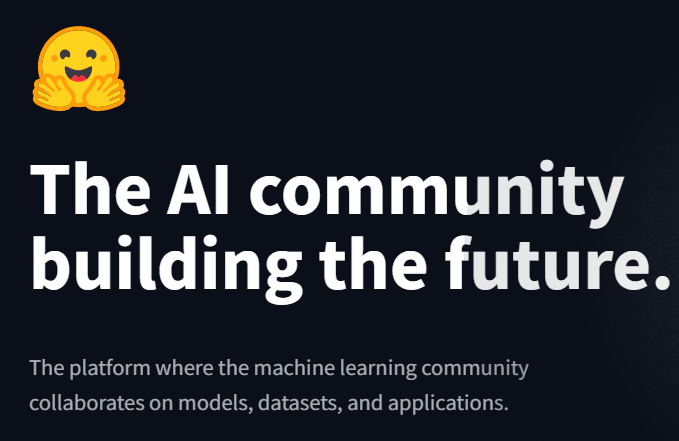 The AI community
building the future.
The platform where the machine learning community
collaborates on models, datasets, and applications.